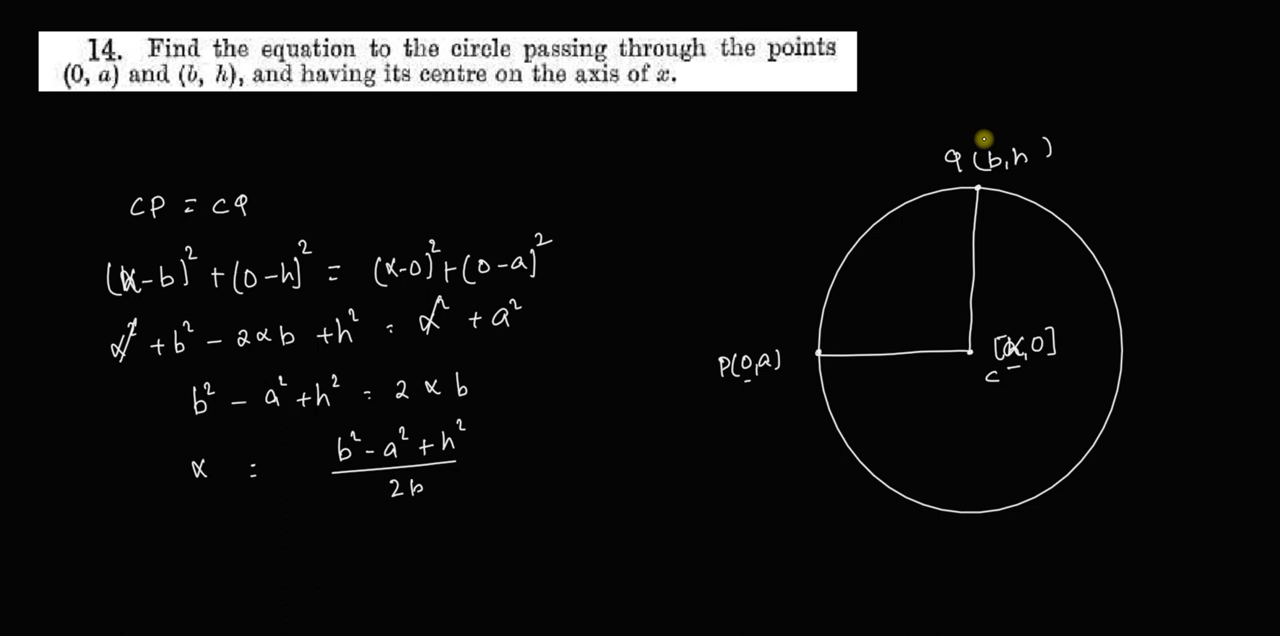 14. Find the equation to the circle passing through the points
(0, a) and (b, h), and having its centre on the axis of x.
CP = CQ
(α-b)² + (0-h)² = (α-0)² + (0-a)²
α² + b² - 2αb + h² = α² + a²
b² - a² + h² = 2αb
α = (b² - a² + h²)/2b
Q(b,h)
P(0,a)
[α,0]
C